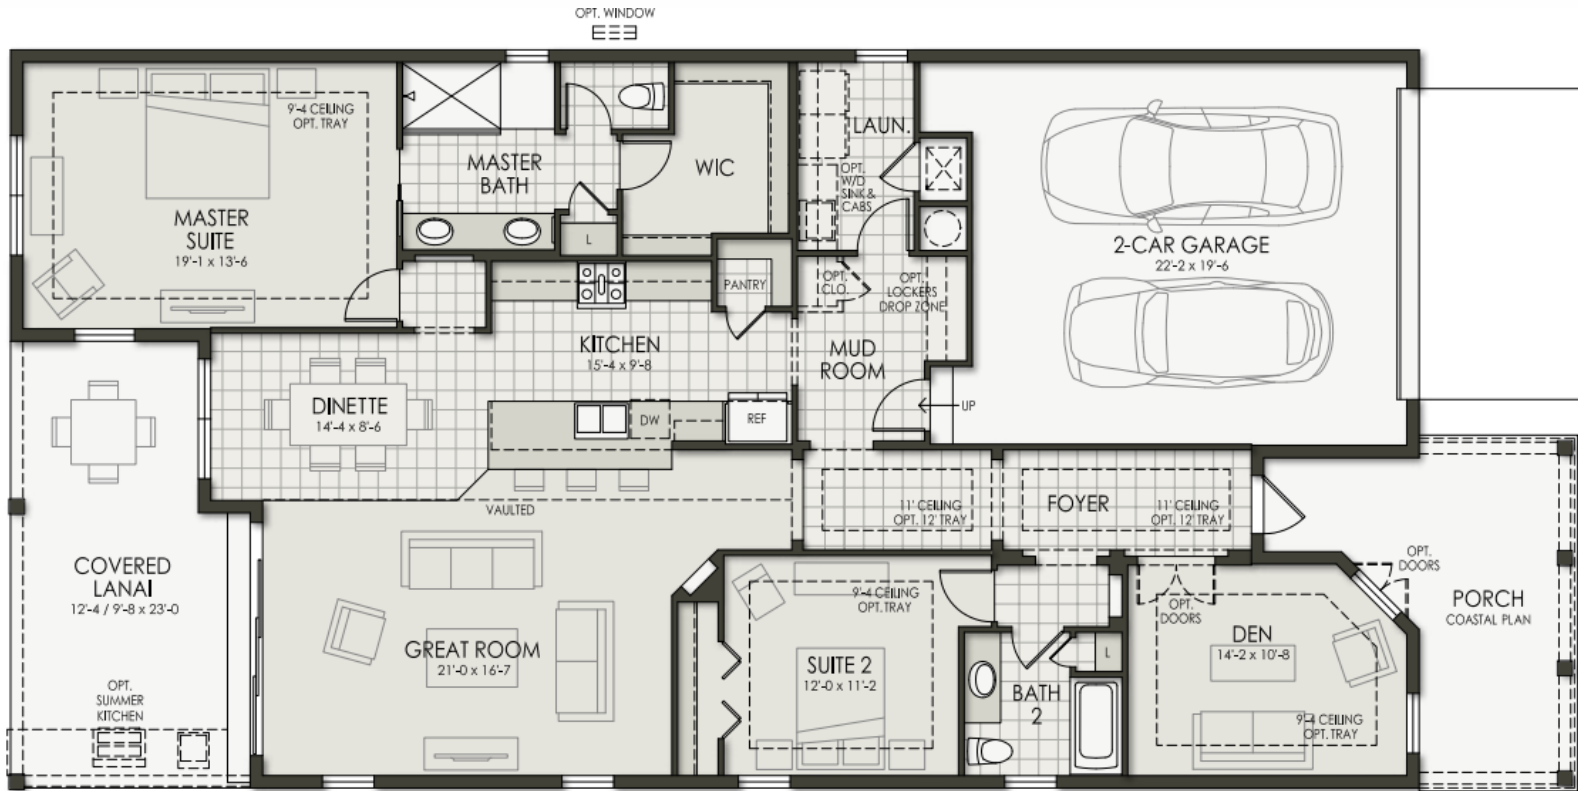 OPT. WINDOW
9'-4 CEILING
OPT. TRAY
MASTER
SUITE
19'-1 x 13'-6
MASTER
BATH
L
WIC
LAUN.
OPT.
W/D
SINK &
CABS
2-CAR GARAGE
22'-2 x 19'-6
PANTRY
OPT.
CLO.
OPT.
LOCKERS
DROP ZONE
KITCHEN
15'-4 x 9'-8
MUD
ROOM
DINETTE
14'-4 x 8'-6
DW
REF
UP
VAULTED
11' CEILING
OPT. 12' TRAY
FOYER
11' CEILING
OPT. 12' TRAY
COVERED
LANAI
12'-4 / 9'-8 x 23'-0
OPT.
SUMMER
KITCHEN
GREAT ROOM
21'-0 x 16'-7
9'-4 CEILING
OPT. TRAY
SUITE 2
12'-0 x 11'-2
L
BATH
2
OPT.
DOORS
DEN
14'-2 x 10'-8
9'-4 CEILING
OPT. TRAY
OPT.
DOORS
PORCH
COASTAL PLAN